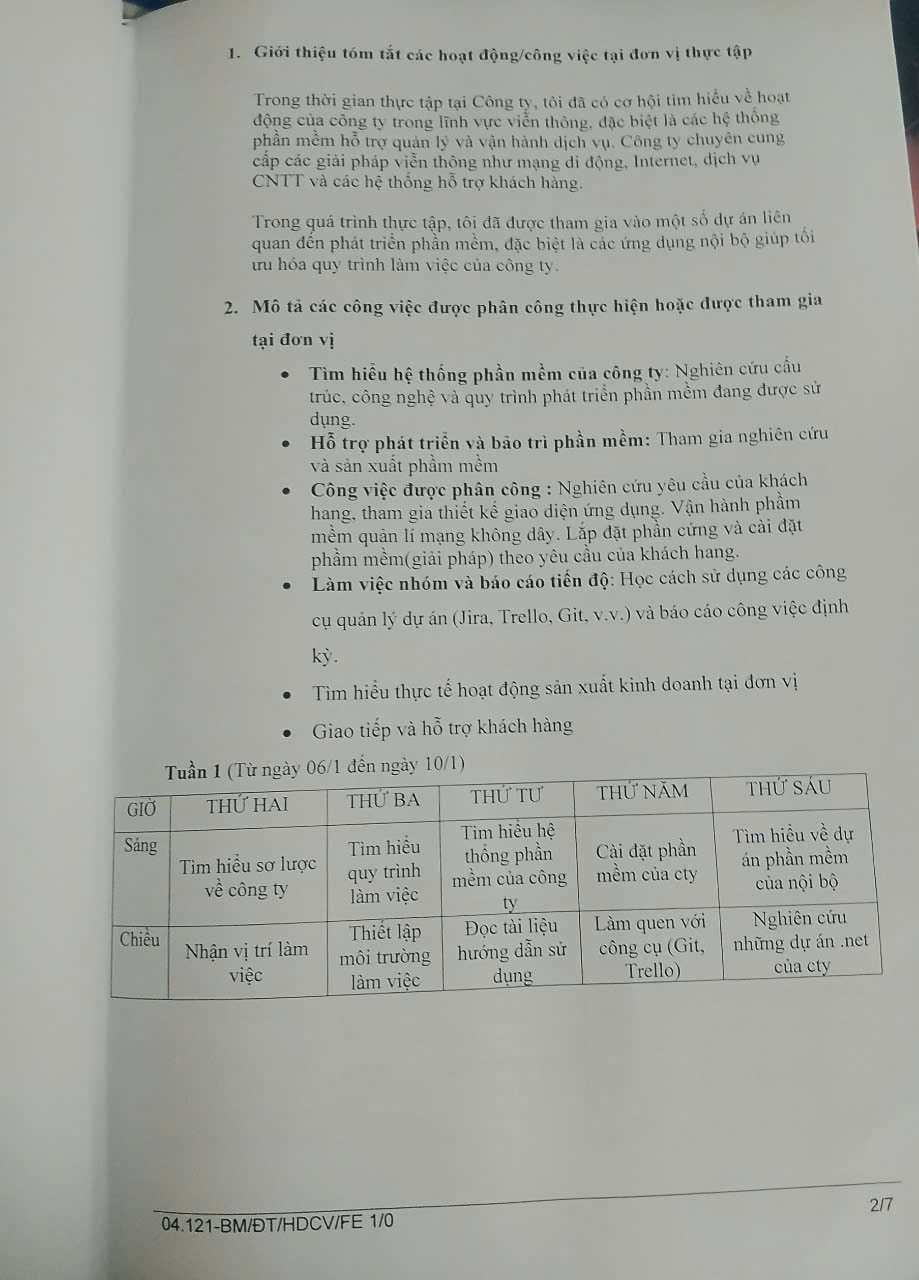 1. Giới thiệu tóm tắt các hoạt động/công việc tại đơn vị thực tập
Trong thời gian thực tập tại Công ty, tôi đã có cơ hội tìm hiểu về hoạt
động của công ty trong lĩnh vực viễn thông, đặc biệt là các hệ thống
phần mềm hỗ trợ quản lý và vận hành dịch vụ. Công ty chuyên cung
cấp các giải pháp viễn thông như mạng di động, Internet, dịch vụ
CNTT và các hệ thống hỗ trợ khách hàng.
Trong quá trình thực tập, tôi đã được tham gia vào một số dự án liên
quan đến phát triển phần mềm, đặc biệt là các ứng dụng nội bộ giúp tối
ưu hóa quy trình làm việc của công ty.
2. Mô tả các công việc được phân công thực hiện hoặc được tham gia
tại đơn vị
• Tìm hiểu hệ thống phần mềm của công ty: Nghiên cứu cấu
trúc, công nghệ và quy trình phát triển phần mềm đang được sử
dụng.
• Hỗ trợ phát triển và bảo trì phần mềm: Tham gia nghiên cứu
và sản xuất phầm mềm
• Công việc được phân công : Nghiên cứu yêu cầu của khách
hang, tham gia thiết kế giao diện ứng dụng. Vận hành phầm
mềm quản lí mạng không dây. Lắp đặt phần cứng và cài đặt
phầm mềm(giải pháp) theo yêu cầu của khách hang.
• Làm việc nhóm và báo cáo tiến độ: Học cách sử dụng các công
cụ quản lý dự án (Jira, Trello, Git, v.v.) và báo cáo công việc định
kỳ.
• Tìm hiểu thực tế hoạt động sản xuất kinh doanh tại đơn vị
• Giao tiếp và hỗ trợ khách hàng
Tuần 1 (Từ ngày 06/1 đến ngày 10/1)
GIỜ THỨ HAI THỨ BA THỨ TƯ THỨ NĂM THỨ SÁU
Sáng
Tìm hiểu sơ lược
về công ty
Tìm hiểu
quy trình
làm việc
Tìm hiểu hệ
thống phần
mềm của công
ty
Cài đặt phần
mềm của cty
Tìm hiểu về dự
án phần mềm
của nội bộ
Chiều
Nhận vị trí làm
việc
Thiết lập
môi trường
làm việc
Đọc tài liệu
hướng dẫn sử
dụng
Làm quen với
công cụ (Git,
Trello)
Nghiên cứu
những dự án .net
của cty
04.121-BM/ĐT/HDCV/FE 1/0
2/7